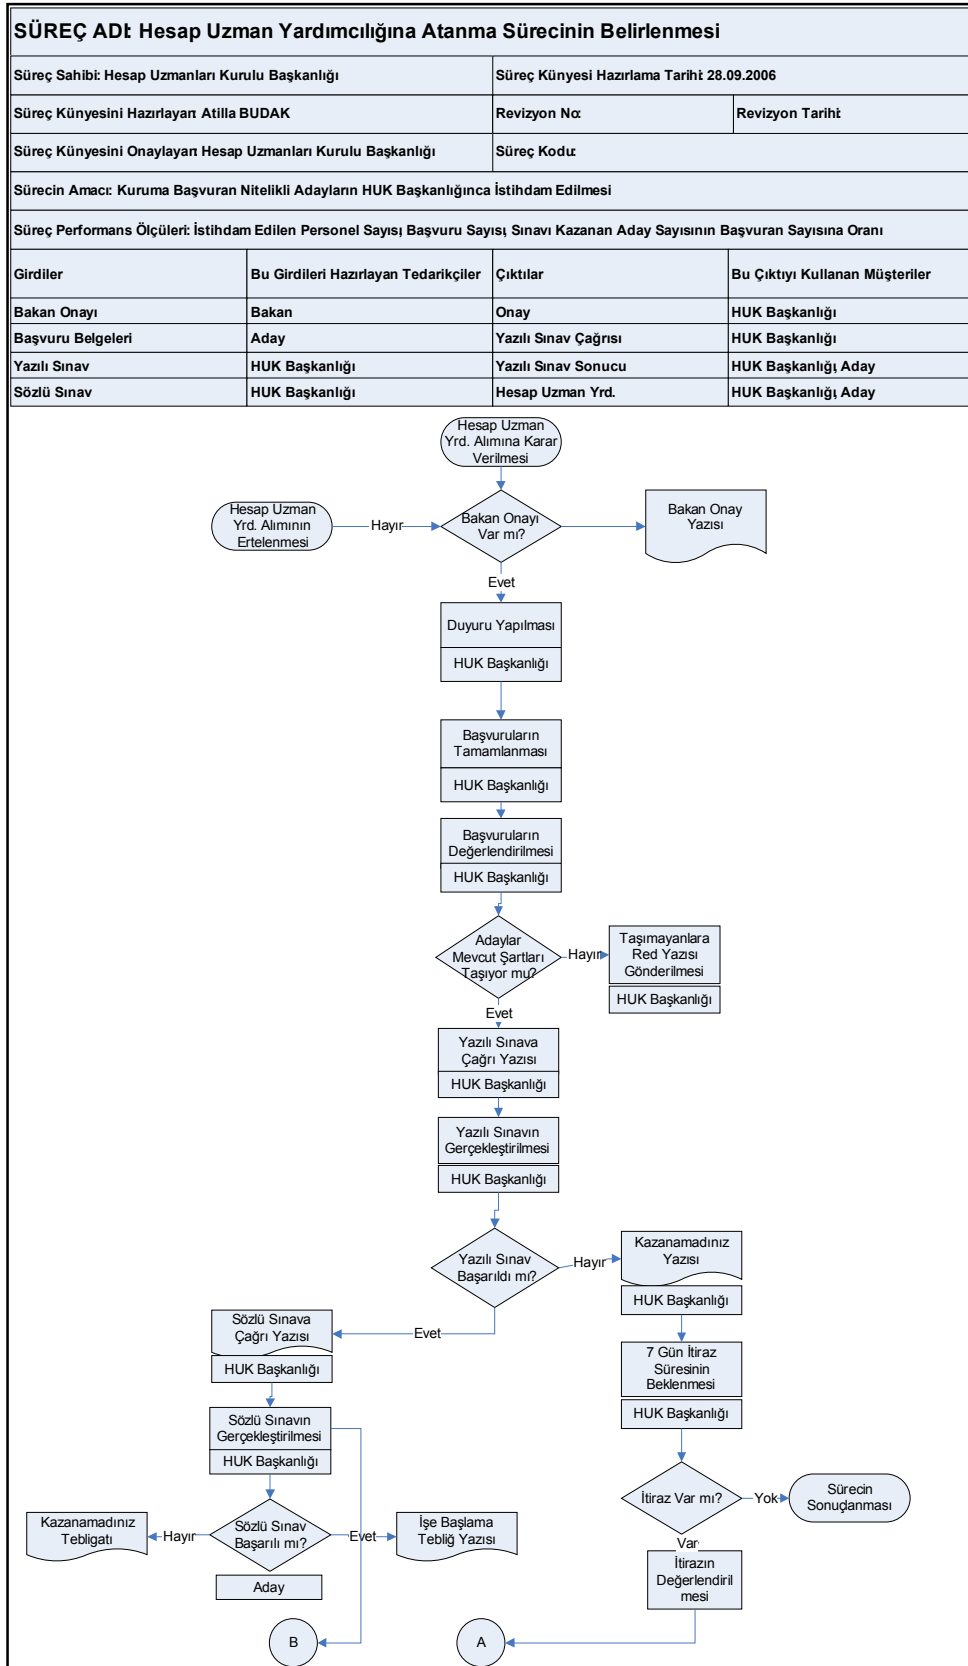 SÜREÇ ADI: Hesap Uzman Yardımcılığına Atanma Sürecinin Belirlenmesi
Süreç Sahibi: Hesap Uzmanları Kurulu Başkanlığı
Süreç Künyesi Hazırlama Tarihi: 28.09.2006
Süreç Künyesini Hazırlayan: Atilla BUDAK
Revizyon No:
Revizyon Tarihi:
Süreç Künyesini Onaylayan: Hesap Uzmanları Kurulu Başkanlığı
Süreç Kodu:
Sürecin Amacı: Kuruma Başvuran Nitelikli Adayların HUK Başkanlığınca İstihdam Edilmesi
Süreç Performans Ölçüleri: İstihdam Edilen Personel Sayısı, Başvuru Sayısı, Sınavı Kazanan Aday Sayısının Başvuran Sayısına Oranı
Girdiler
Bu Girdileri Hazırlayan Tedarikçiler
Çıktılar
Bu Çıktıyı Kullanan Müşteriler
Bakan Onayı
Bakan
Onay
HUK Başkanlığı
Başvuru Belgeleri
Aday
Yazılı Sınav Çağrısı
HUK Başkanlığı
Yazılı Sınav
HUK Başkanlığı
Yazılı Sınav Sonucu
HUK Başkanlığı, Aday
Sözlü Sınav
HUK Başkanlığı
Hesap Uzman Yrd.
HUK Başkanlığı, Aday
Hesap Uzman
Yrd. Alımına Karar
Verilmesi
Hesap Uzman
Yrd. Alımının
Ertelenmesi
Hayır
Bakan Onayı
Var mı?
Bakan Onay
Yazısı
Evet
Duyuru Yapılması
HUK Başkanlığı
Başvuruların
Tamamlanması
HUK Başkanlığı
Başvuruların
Değerlendirilmesi
HUK Başkanlığı
Adaylar
Mevcut Şartları
Taşıyor mu?
Hayır
Taşımayanlara
Red Yazısı
Gönderilmesi
HUK Başkanlığı
Evet
Yazılı Sınava
Çağrı Yazısı
HUK Başkanlığı
Yazılı Sınavın
Gerçekleştirilmesi
HUK Başkanlığı
Yazılı Sınav
Başarıldı mı?
Hayır
Kazanamadınız
Yazısı
HUK Başkanlığı
Evet
Sözlü Sınava
Çağrı Yazısı
HUK Başkanlığı
7 Gün İtiraz
Süresinin
Beklenmesi
HUK Başkanlığı
Sözlü Sınavın
Gerçekleştirilmesi
HUK Başkanlığı
İtiraz Var mı?
Yok
Sürecin
Sonuçlanması
Kazanamadınız
Tebligatı
Hayır
Sözlü Sınav
Başarılı mı?
Evet
İşe Başlama
Tebliğ Yazısı
Var
Aday
İtirazın
Değerlendiril
mesi
B
A